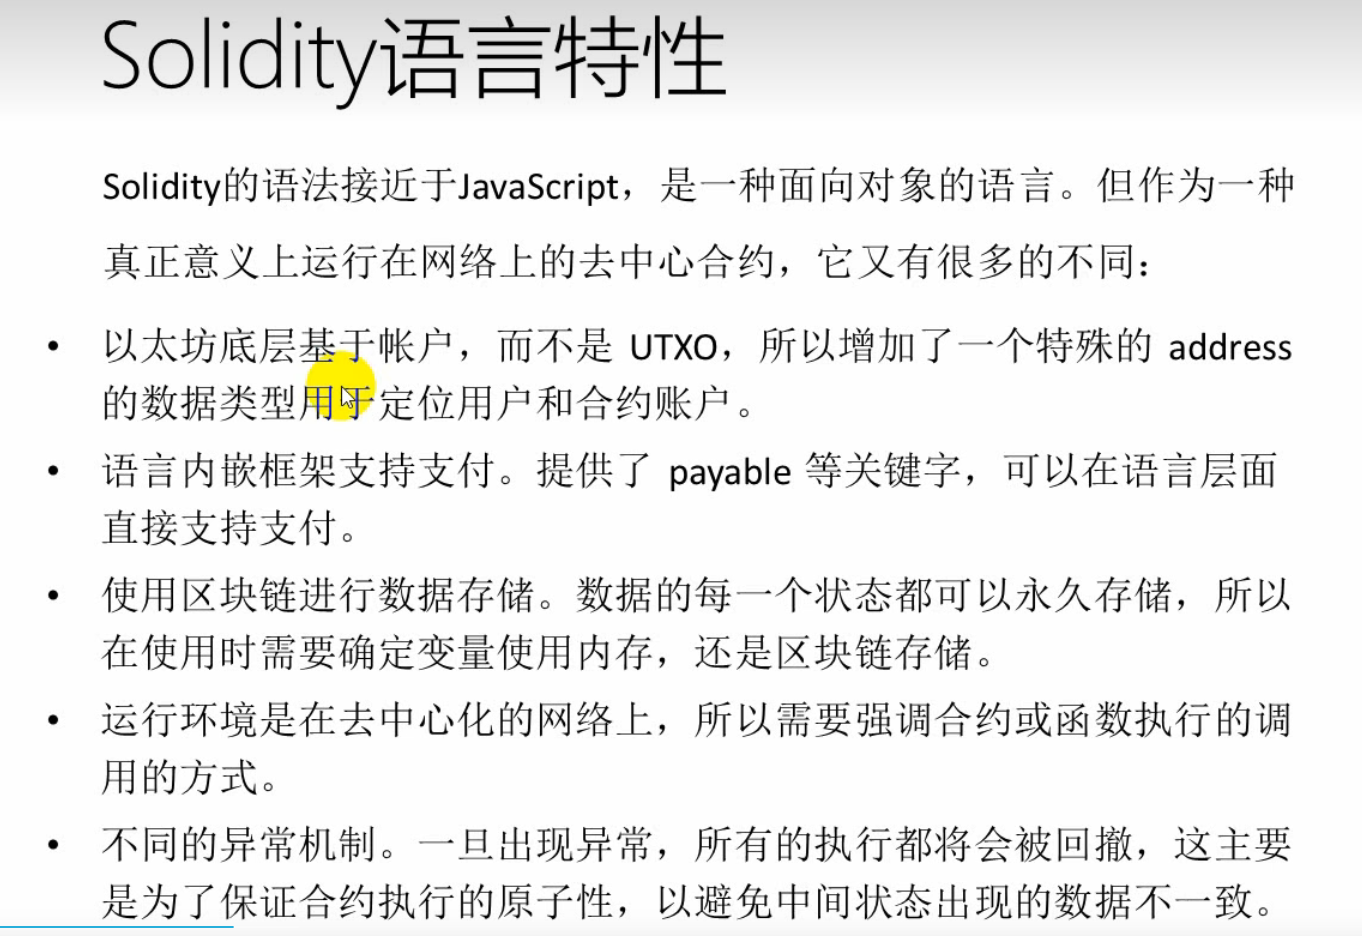 Solidity语言特性
Solidity的语法接近于JavaScript，是一种面向对象的语言。但作为一种
真正意义上运行在网络上的去中心合约，它又有很多的不同：
• 以太坊底层基于帐户，而不是 UTXO，所以增加了一个特殊的 address
的数据类型用于定位用户和合约账户。
• 语言内嵌框架支持支付。提供了 payable 等关键字，可以在语言层面
直接支持支付。
• 使用区块链进行数据存储。数据的每一个状态都可以永久存储，所以
在使用时需要确定变量使用内存，还是区块链存储。
• 运行环境是在去中心化的网络上，所以需要强调合约或函数执行的调
用的方式。
• 不同的异常机制。一旦出现异常，所有的执行都将会被回撤，这主要
是为了保证合约执行的原子性，以避免中间状态出现的数据不一致。